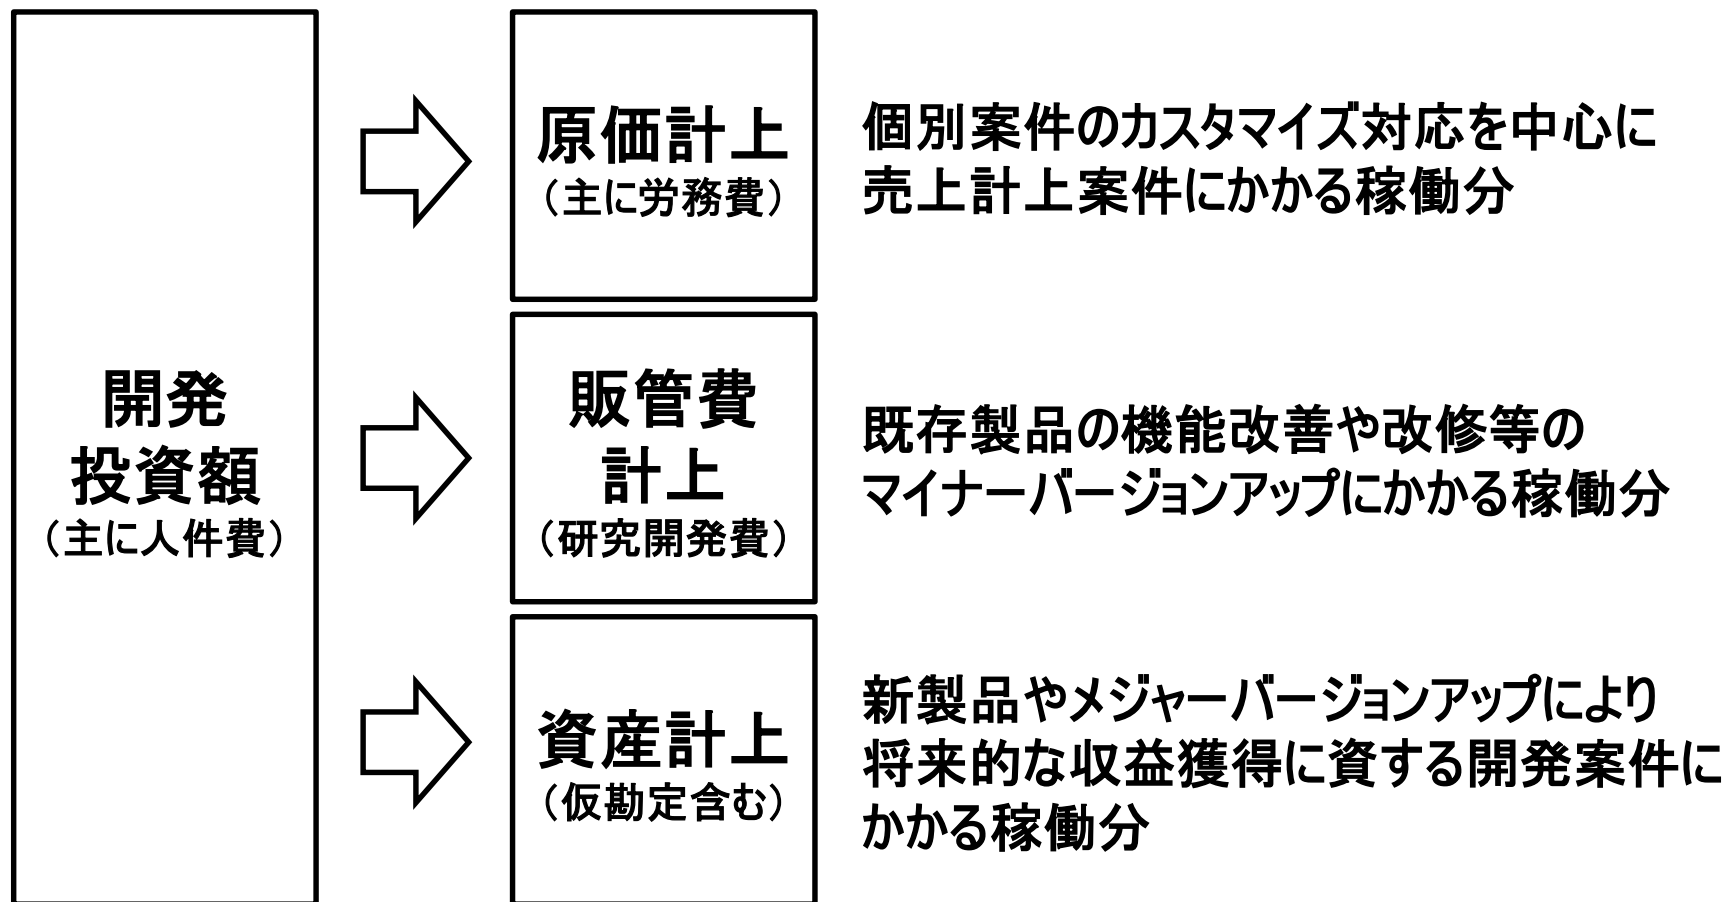 開発
投資額
（主に人件費）
原価計上
（主に労務費）
個別案件のカスタマイズ対応を中心に
売上計上案件にかかる稼働分
販管費
計上
（研究開発費）
既存製品の機能改善や改修等の
マイナーバージョンアップにかかる稼働分
資産計上
（仮勘定含む）
新製品やメジャーバージョンアップにより
将来的な収益獲得に資する開発案件に
かかる稼働分